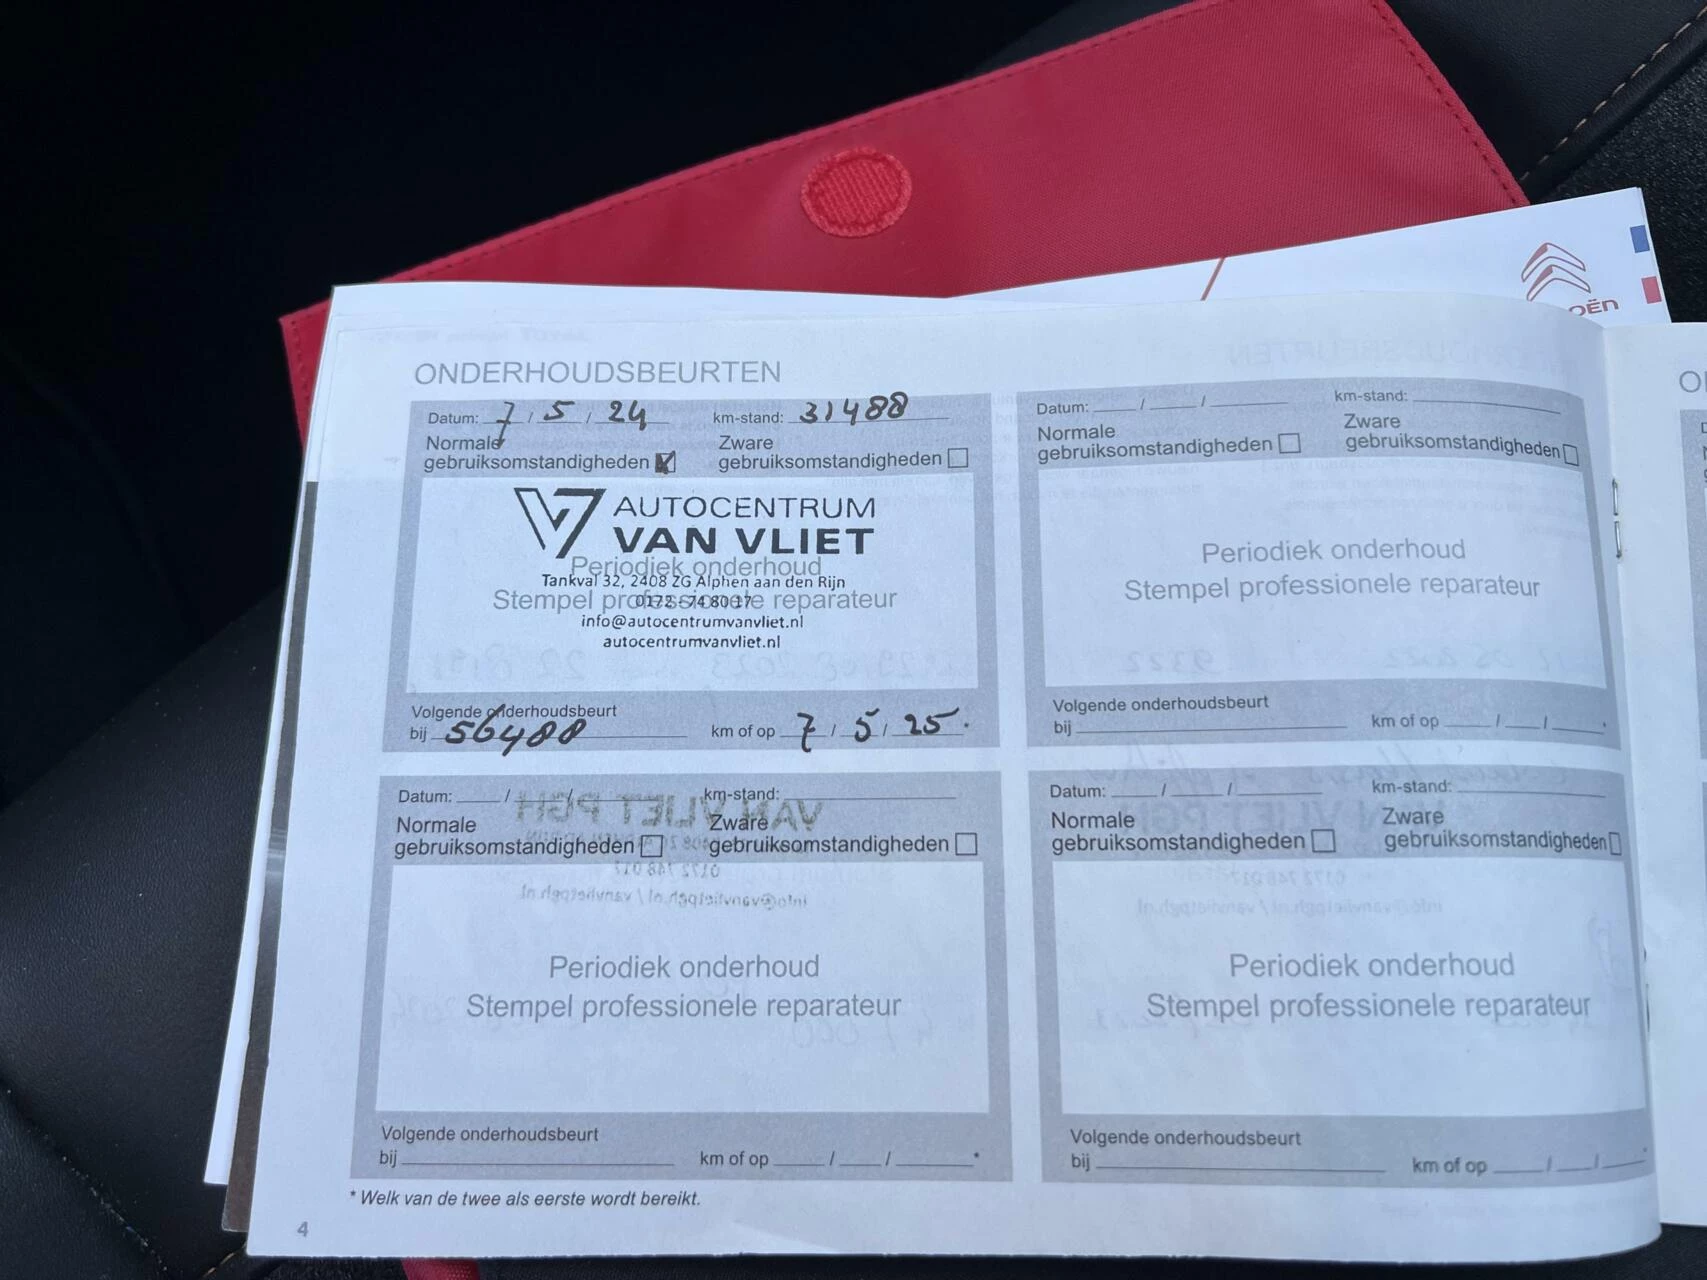 ONDERHOUDSBEURTEN
Datum: 7 / 5 / 24 km-stand: 31488
Normale Zware
gebruiksomstandigheden gebruiksomstandigheden
AUTOCENTRUM
VAN VLIET
Periodiek onderhoud
Tankval 32, 2408 ZG Alphen aan den Rijn
Stempel professionele reparateur
0172 - 74 80 17
info@autocentrumvanvliet.nl
autocentrumvanvliet.nl
Volgende onderhoudsbeurt
bij 56488 km of op 7 / 5 / 25 .
Datum: / / km-stand:
Normale Zware
gebruiksomstandigheden gebruiksomstandigheden
Periodiek onderhoud
Stempel professionele reparateur
Volgende onderhoudsbeurt
bij km of op / / .
Datum: / / km-stand:
Normale Zware
gebruiksomstandigheden gebruiksomstandigheden
Periodiek onderhoud
Stempel professionele reparateur
Volgende onderhoudsbeurt
bij km of op / / *
Datum: / / km-stand:
Normale Zware
gebruiksomstandigheden gebruiksomstandigheden
Periodiek onderhoud
Stempel professionele reparateur
Volgende onderhoudsbeurt
bij km of op / / *
* Welk van de twee als eerste wordt bereikt.
4